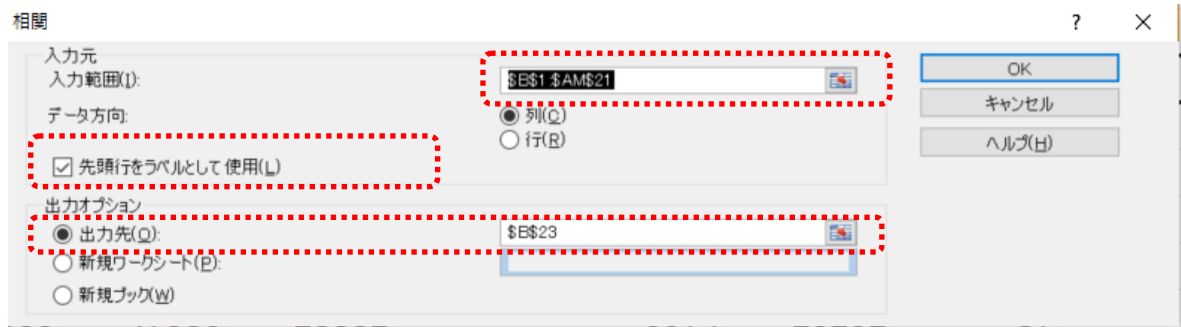 相関 ? ×
入力元
入力範囲(I): $B$1:$AM$21
データ方向: 列(C)
行(R)
先頭行をラベルとして使用(L)
出力オプション
出力先(O): $B$23
新規ワークシート(P):
新規ブック(W)
OK
キャンセル
ヘルプ(H)